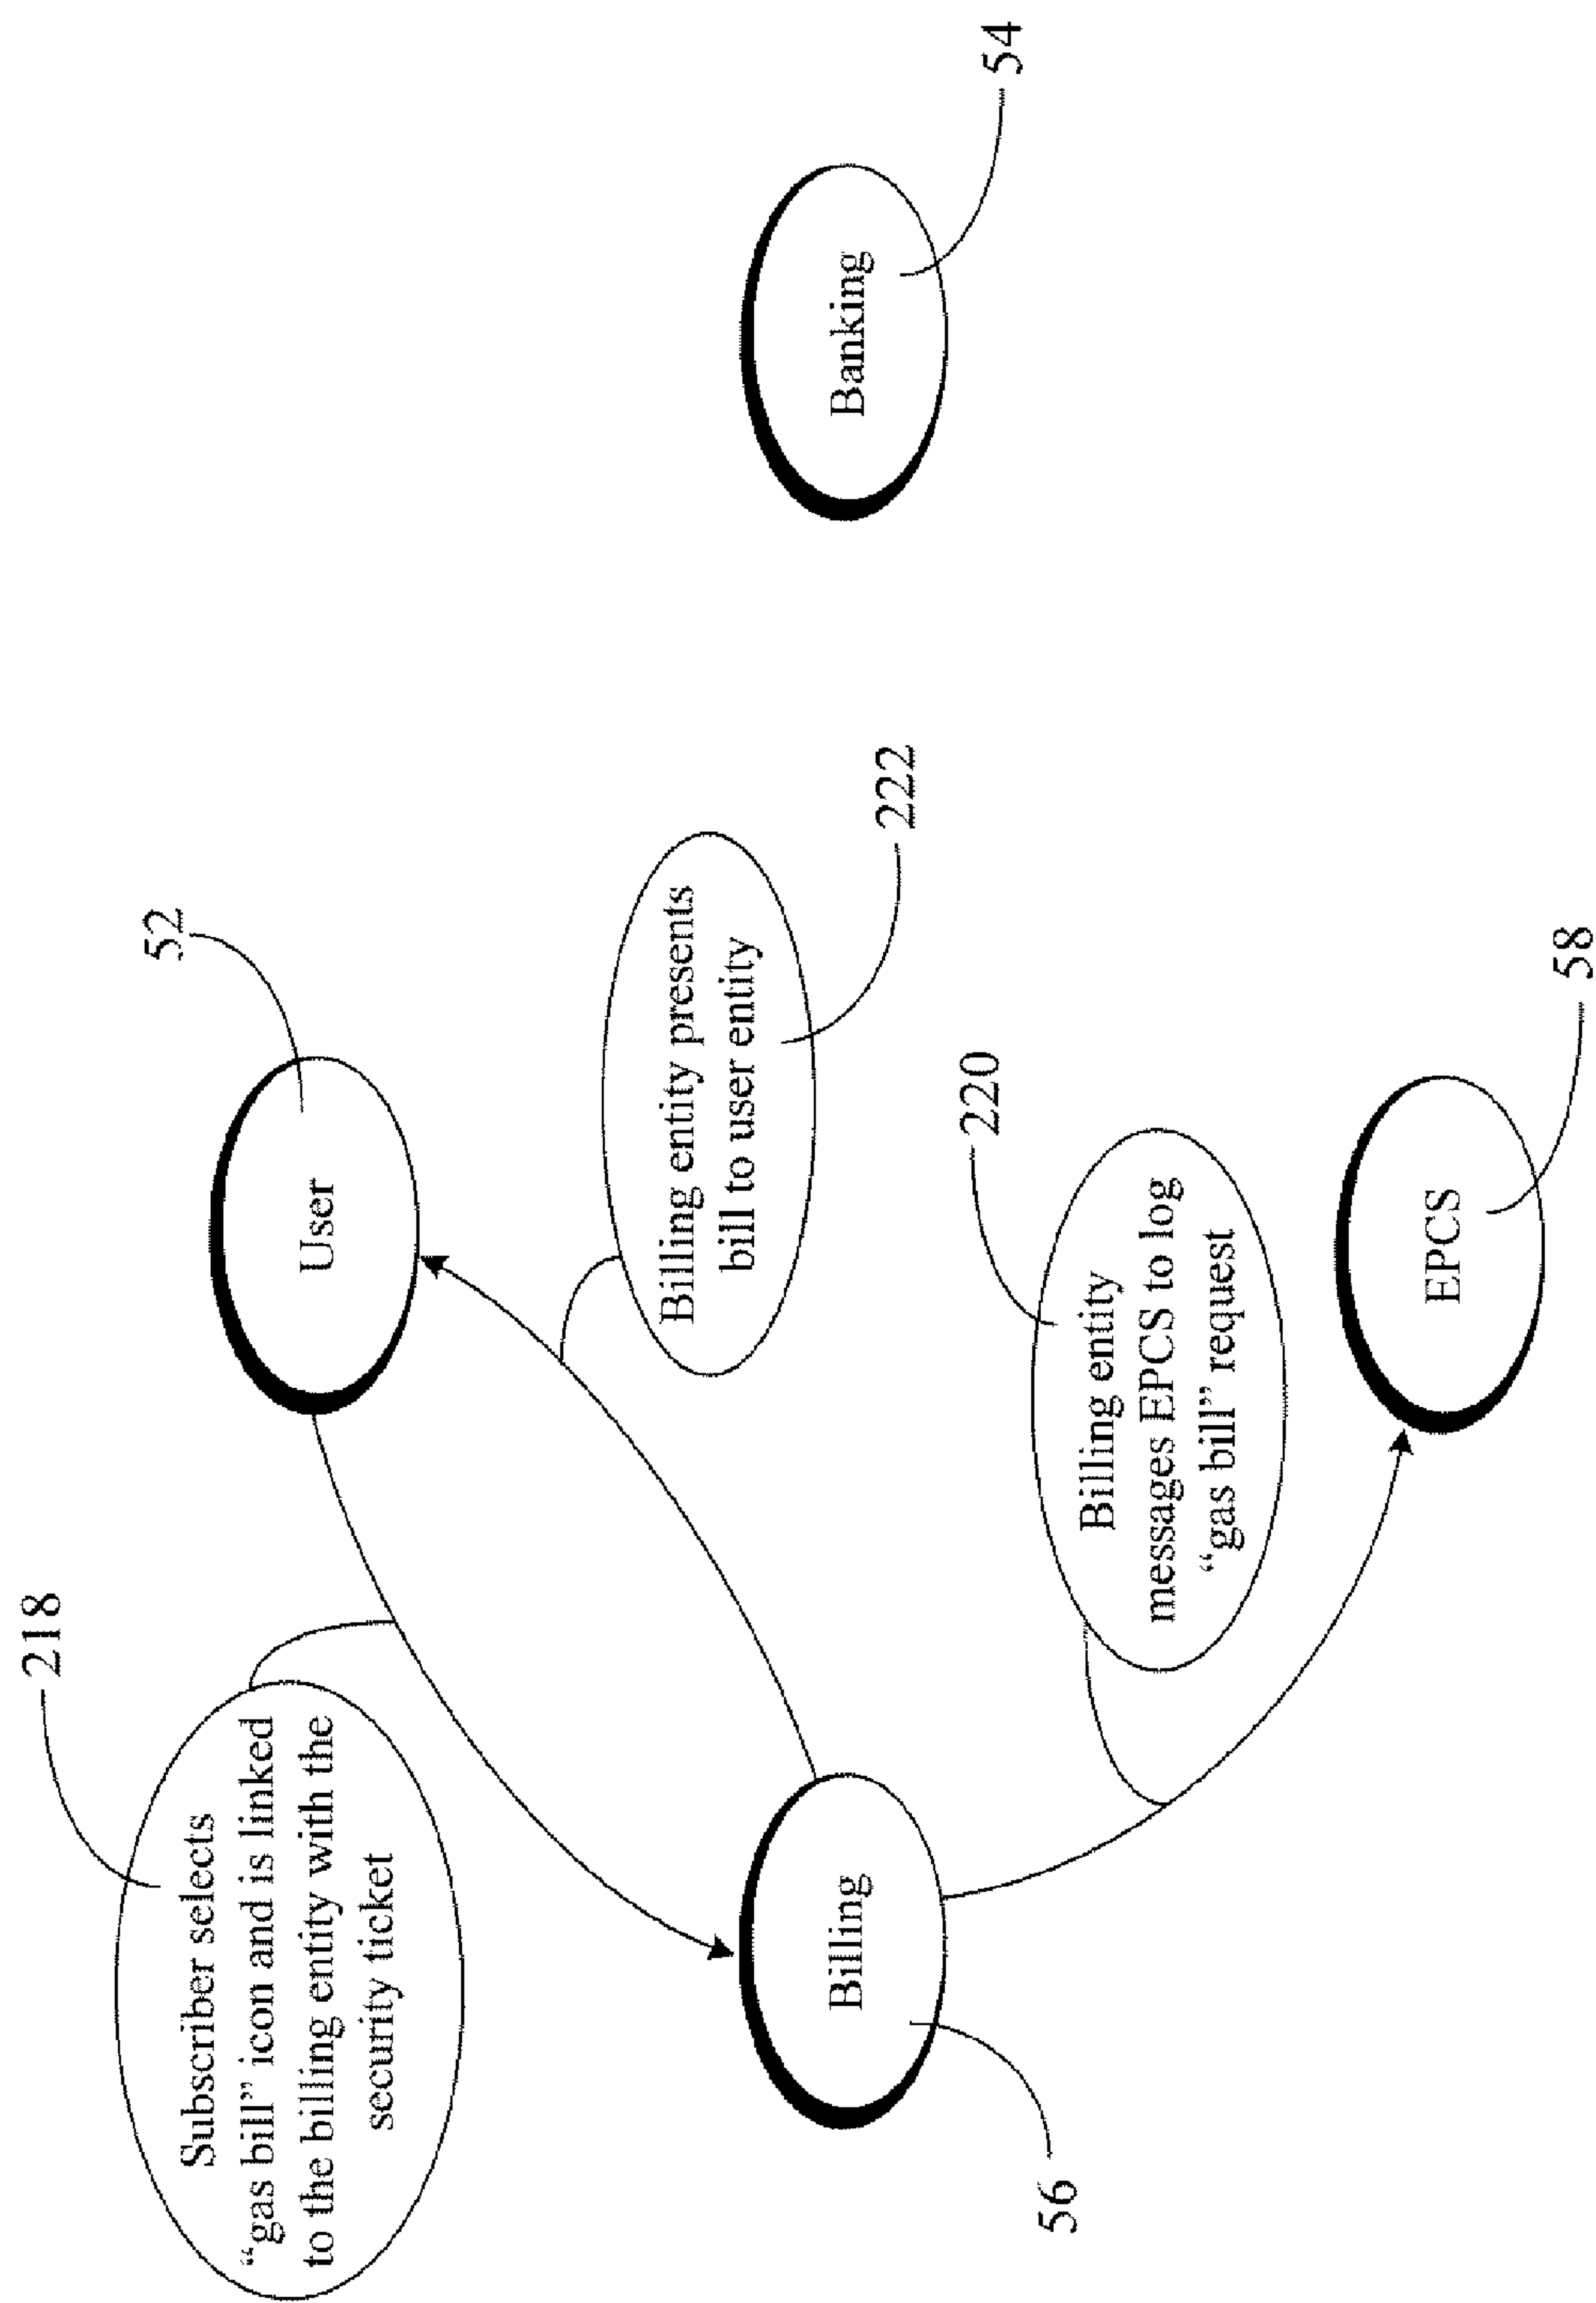 218
Subscriber selects
“gas bill” icon and is linked
to the billing entity with the
security ticket
52
User
Billing entity presents
bill to user entity
222
Billing
56
Banking
54
220
Billing entity
messages EPCS to log
“gas bill” request
EPCS
58